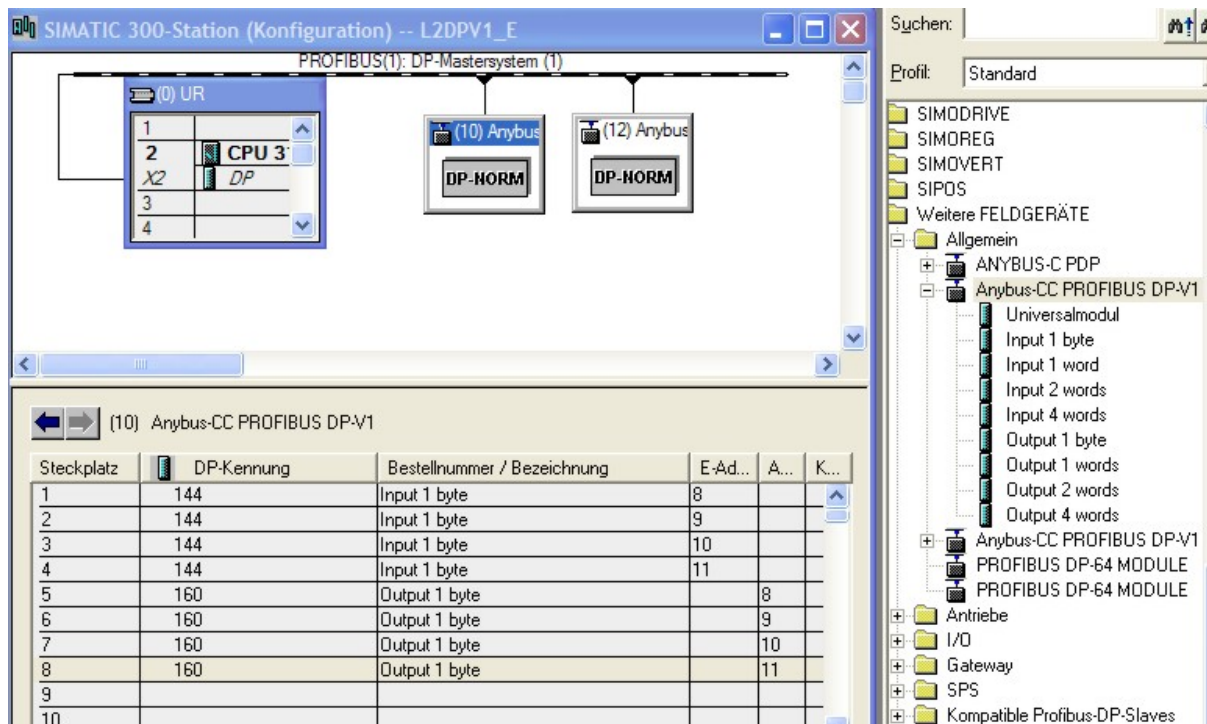 SIMATIC 300-Station (Konfiguration) -- L2DPV1_E
PROFIBUS(1): DP-Mastersystem (1)
(0) UR
1
2 CPU 3
X2 DP
3
4
(10) Anybus
DP-NORM
(12) Anybus
DP-NORM
(10) Anybus-CC PROFIBUS DP-V1
Steckplatz DP-Kennung Bestellnummer / Bezeichnung E-Ad... A... K...
1 144 Input 1 byte 8
2 144 Input 1 byte 9
3 144 Input 1 byte 10
4 144 Input 1 byte 11
5 160 Output 1 byte 8
6 160 Output 1 byte 9
7 160 Output 1 byte 10
8 160 Output 1 byte 11
9
10
Suchen:
Profil: Standard
SIMODRIVE
SIMOREG
SIMOVERT
SIPOS
Weitere FELDGERÄTE
Allgemein
ANYBUS-C PDP
Anybus-CC PROFIBUS DP-V1
Universalmodul
Input 1 byte
Input 1 word
Input 2 words
Input 4 words
Output 1 byte
Output 1 words
Output 2 words
Output 4 words
Anybus-CC PROFIBUS DP-V1
PROFIBUS DP-64 MODULE
PROFIBUS DP-64 MODULE
Antriebe
I/O
Gateway
SPS
Kompatible Profibus-DP-Slaves